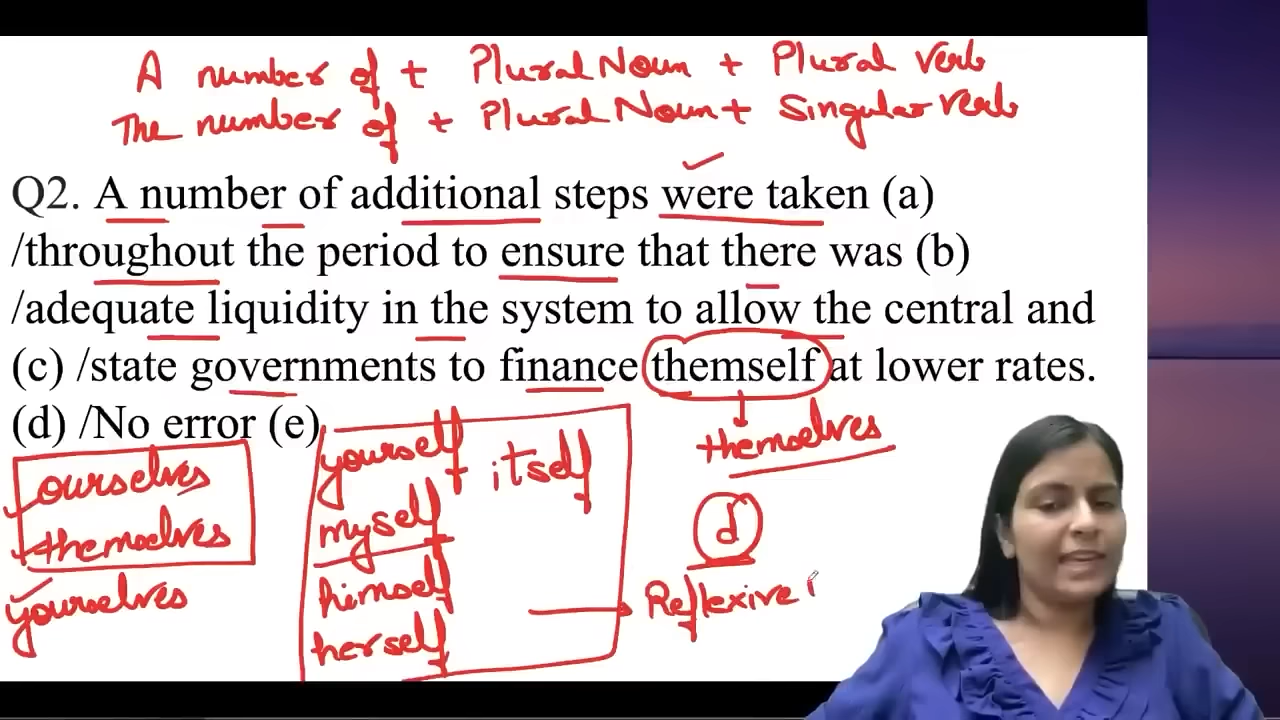 A number of + Plural Noun + Plural Verb
The number of + Plural Noun + Singular Verb
Q2. A number of additional steps were taken (a)
/throughout the period to ensure that there was (b)
/adequate liquidity in the system to allow the central and
(c) /state governments to finance themself at lower rates.
(d) /No error (e)
themselves
ourselves
themselves
yourselves
yourself
itself
myself
himself
herself
d
Reflexive